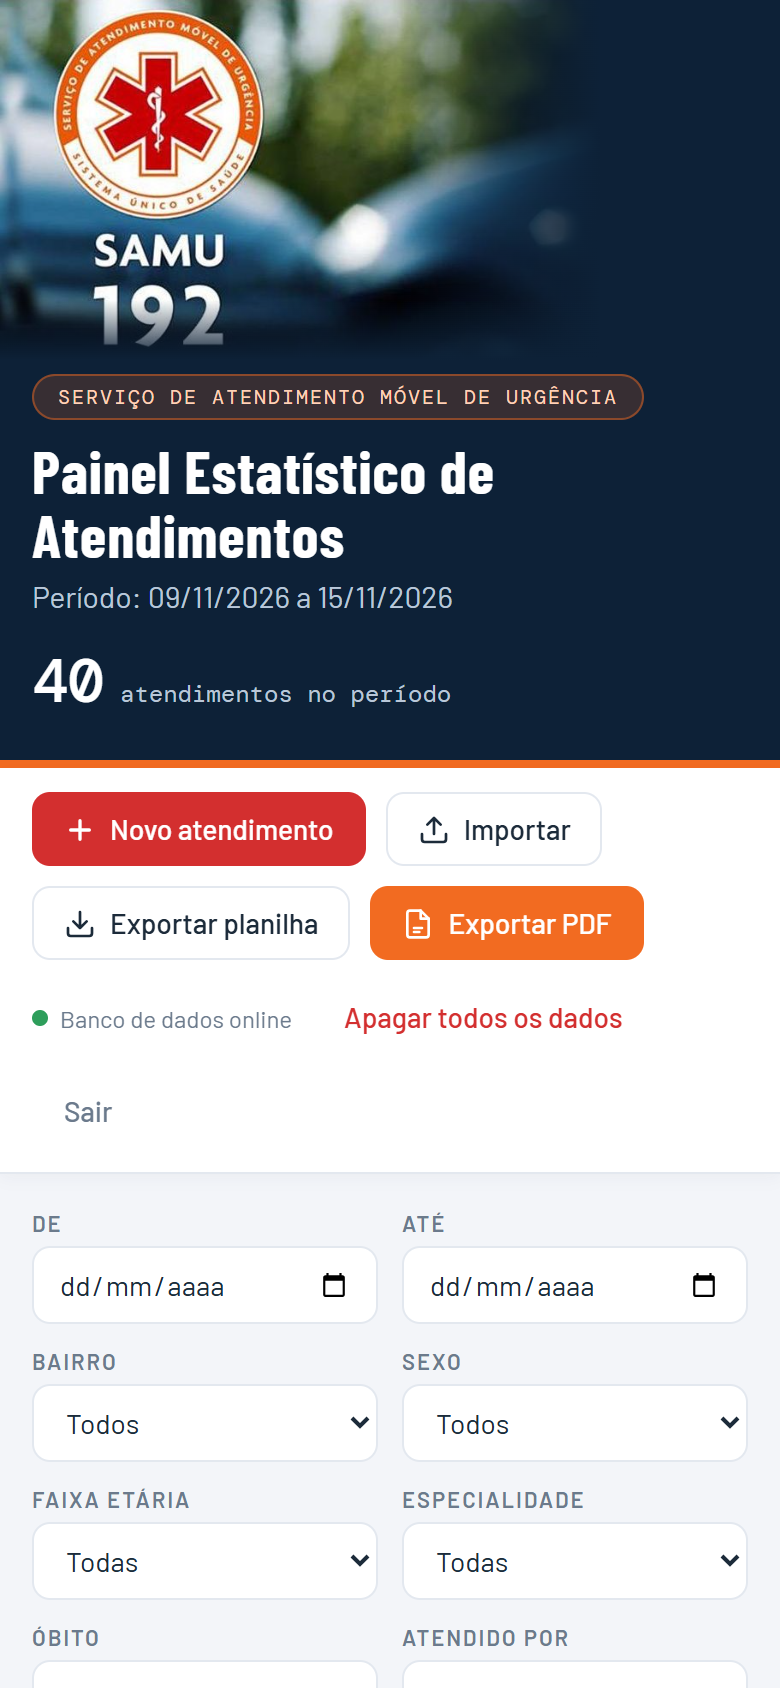 SERVIÇO DE ATENDIMENTO MÓVEL DE URGÊNCIA
SISTEMA ÚNICO DE SAÚDE
SAMU
192
SERVIÇO DE ATENDIMENTO MÓVEL DE URGÊNCIA
Painel Estatístico de
Atendimentos
Período: 09/11/2026 a 15/11/2026
40 atendimentos no período
Novo atendimento
Importar
Exportar planilha
Exportar PDF
Banco de dados online
Apagar todos os dados
Sair
DE
ATÉ
dd/mm/aaaa
dd/mm/aaaa
BAIRRO
SEXO
Todos
Todos
FAIXA ETÁRIA
ESPECIALIDADE
Todas
Todas
ÓBITO
ATENDIDO POR